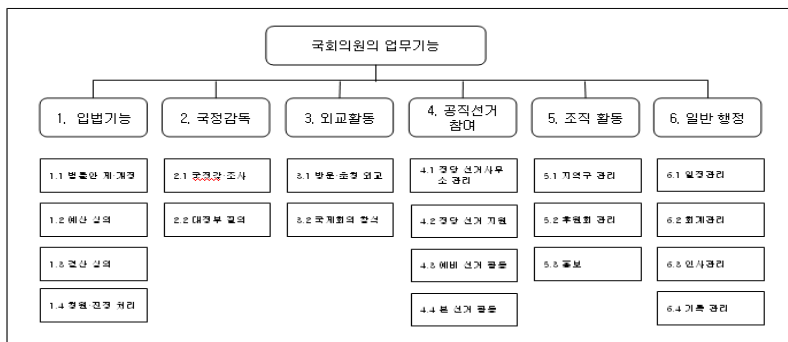 국회의원의 업무기능
1. 입법기능
2. 국정감독
3. 외교활동
4. 공직선거
참여
5. 조직 활동
6. 일반 행정
1.1 법률안 제·개정
1.2 예산 심의
1.3 결산 심의
1.4 청원·진정 처리
2.1 국정감·조사
2.2 대정부 질의
3.1 방문·초청 외교
3.2 국제회의 참석
4.1 정당 선거사무
소 관리
4.2 정당 선거 지원
4.3 예비 선거 활동
4.4 본 선거 활동
5.1 지역구 관리
5.2 후원회 관리
5.3 홍보
6.1 일정관리
6.2 회계관리
6.3 인사관리
6.4 기록 관리